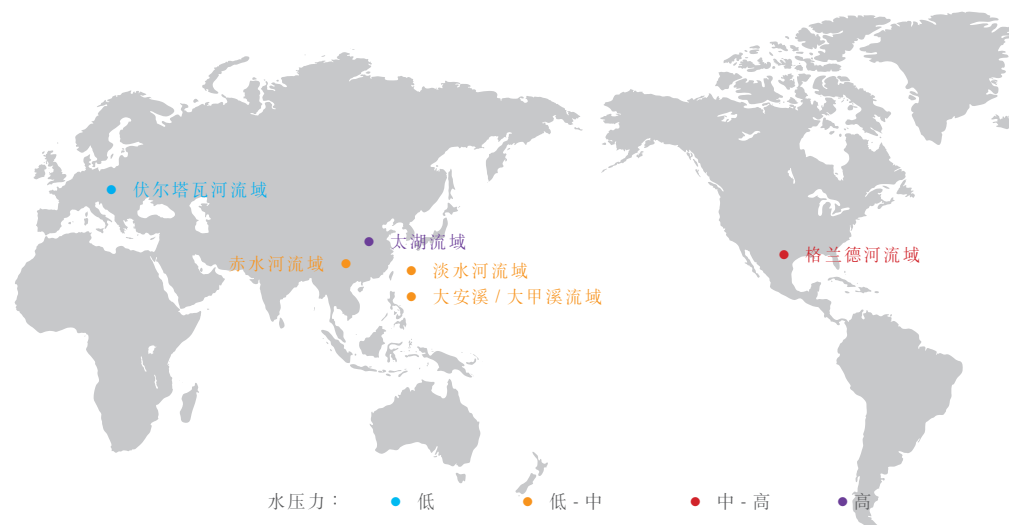 伏尔塔瓦河流域
太湖流域
格兰德河流域
赤水河流域
淡水河流域
大安溪 / 大甲溪流域
水压力： 低 低 - 中 中 - 高 高